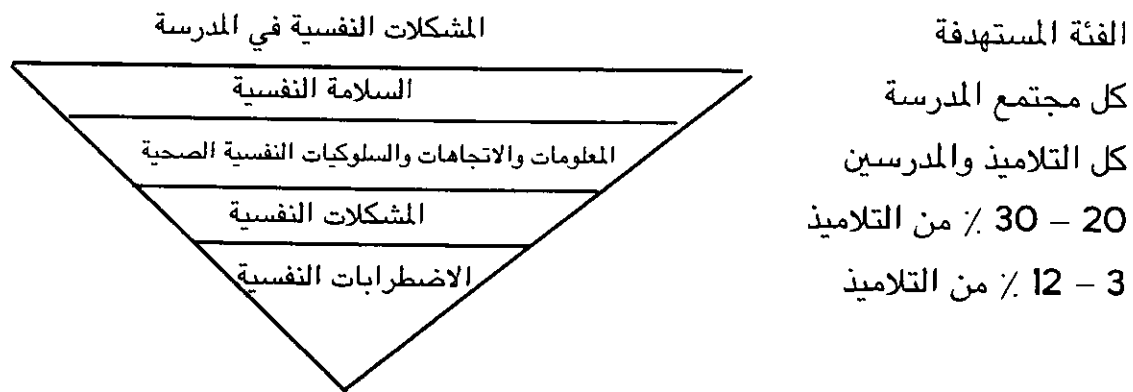 المشكلات النفسية في المدرسة
الفئة المستهدفة
السلامة النفسية
كل مجتمع المدرسة
المعلومات والاتجاهات والسلوكيات النفسية الصحية
كل التلاميذ والمدرسين
المشكلات النفسية
20 – 30 ٪ من التلاميذ
الاضطرابات النفسية
3 – 12 ٪ من التلاميذ